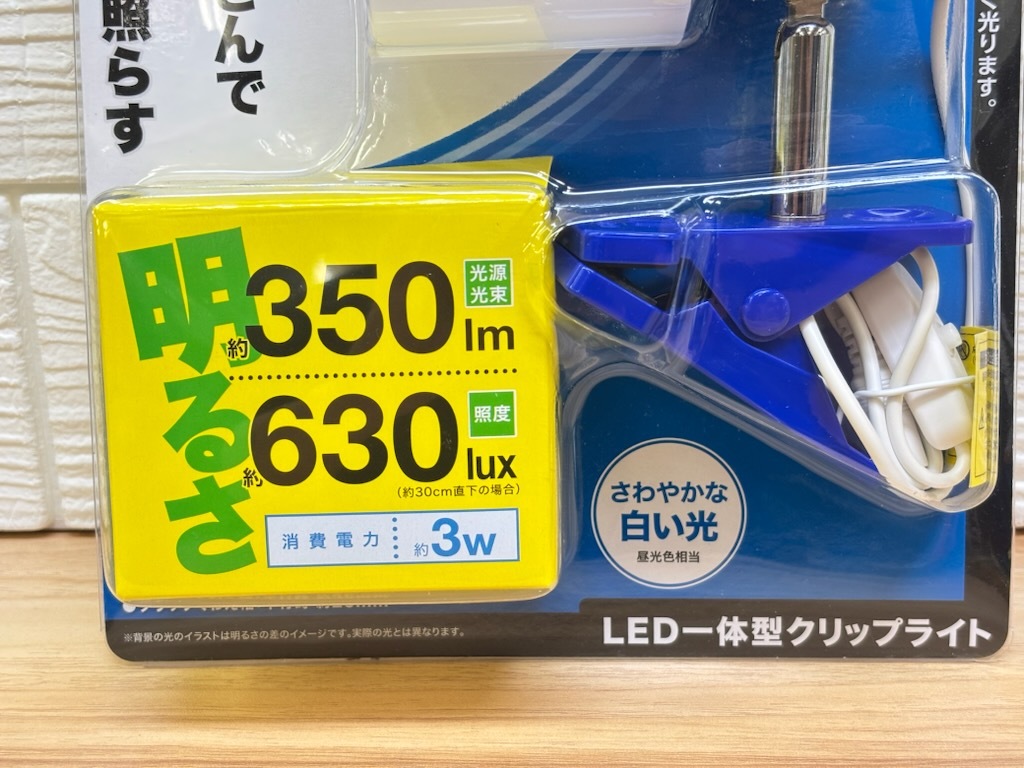 照らす
んで
く光ります。
明るさ
約350lm
光源
光束
約630lux
照度
(約30cm直下の場合)
消費電力 約3W
さわやかな
白い光
昼光色相当
※背景の光のイラストは明るさの差のイメージです。実際の光とは異なります。
LED一体型クリップライト